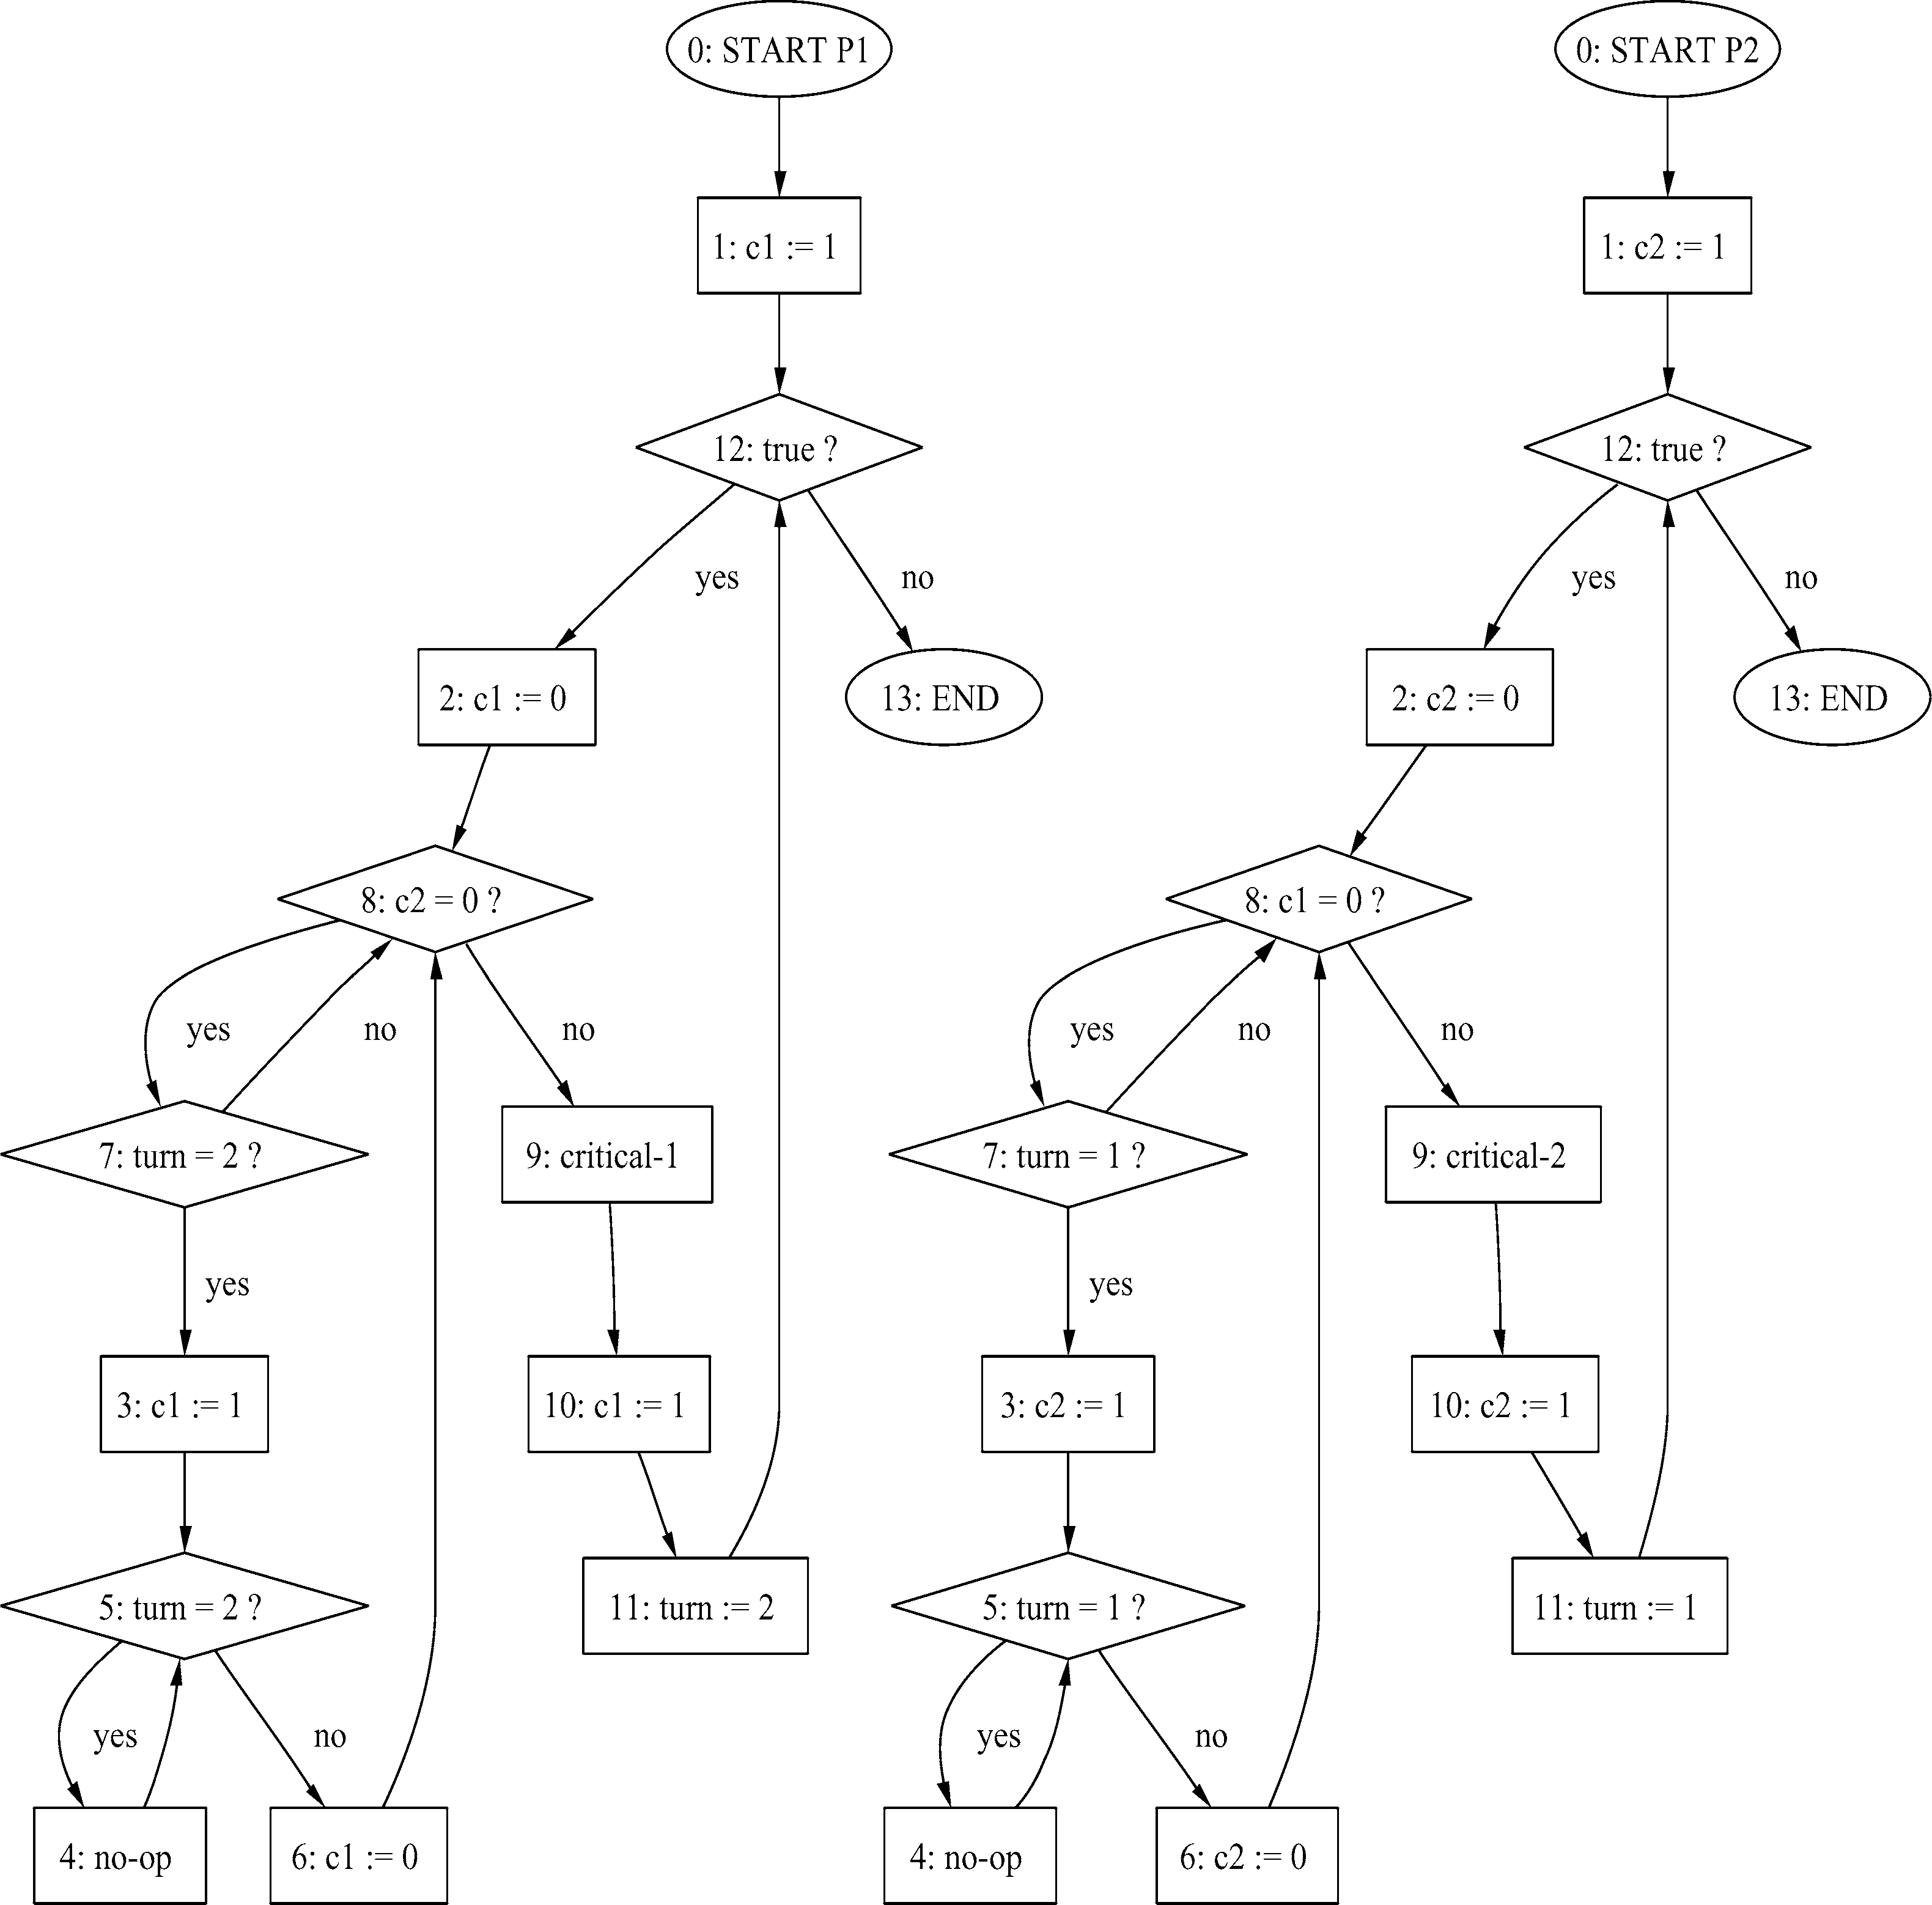 0: START P1
0: START P2
1: c1 := 1
1: c2 := 1
12: true ?
12: true ?
yes
no
yes
no
2: c1 := 0
13: END
2: c2 := 0
13: END
8: c2 = 0 ?
8: c1 = 0 ?
yes
no
no
yes
no
no
7: turn = 2 ?
9: critical-1
7: turn = 1 ?
9: critical-2
yes
yes
3: c1 := 1
10: c1 := 1
3: c2 := 1
10: c2 := 1
5: turn = 2 ?
11: turn := 2
5: turn = 1 ?
11: turn := 1
yes
no
yes
no
4: no-op
6: c1 := 0
4: no-op
6: c2 := 0